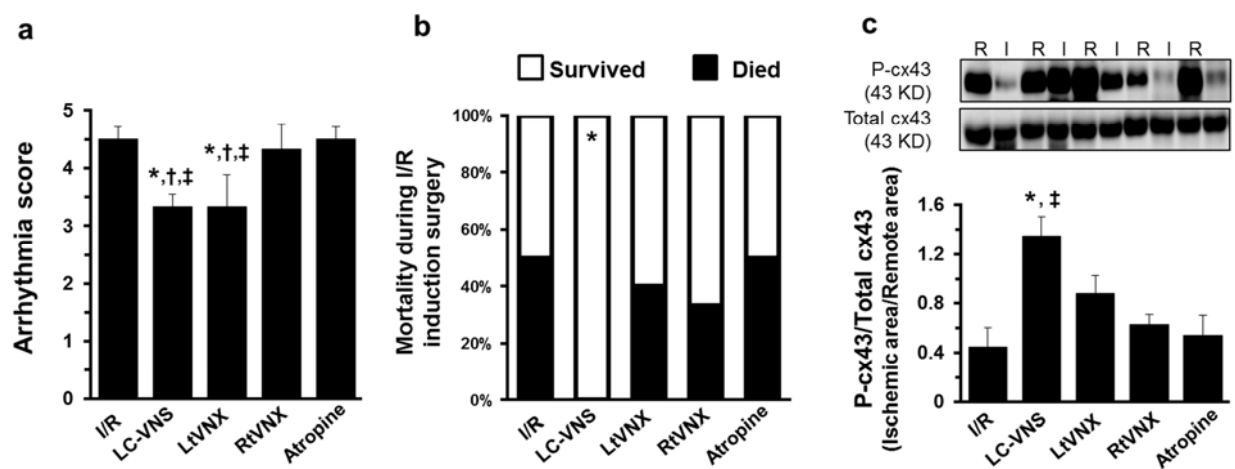 a
Arrhythmia score
5
4
3
2
1
0
*,†,‡
*,†,‡
I/R
LC-VNS
LtVNX
RtVNX
Atropine
b
Survived
Died
Mortality during I/R
induction surgery
100%
80%
60%
40%
20%
0%
*
I/R
LC-VNS
LtVNX
RtVNX
Atropine
c
R I R I R I R I R
P-cx43
(43 KD)
Total cx43
(43 KD)
P-cx43/Total cx43
(Ischemic area/Remote area)
1.6
1.2
0.8
0.4
0
*, ‡
I/R
LC-VNS
LtVNX
RtVNX
Atropine